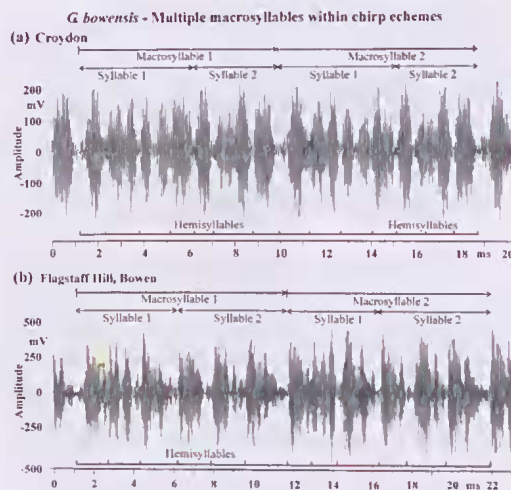 G. bowensis - Multiple macrosyllables within chirp echemes
(a) Croydon
Macrosyllable 1 Macrosyllable 2
Syllable 1 Syllable 2 Syllable 1 Syllable 2
200
mV
100
0
-100
-200
Amplitude
Hemisyllables Hemisyllables
0 2 4 6 8 10 12 14 16 18 ms 20
(b) Flagstaff Hill, Bowen
Macrosyllable 1 Macrosyllable 2
Syllable 1 Syllable 2 Syllable 1 Syllable 2
500
mV
250
0
-250
-500
Amplitude
Hemisyllables
2 4 6 8 10 12 14 16 18 20 ms 22